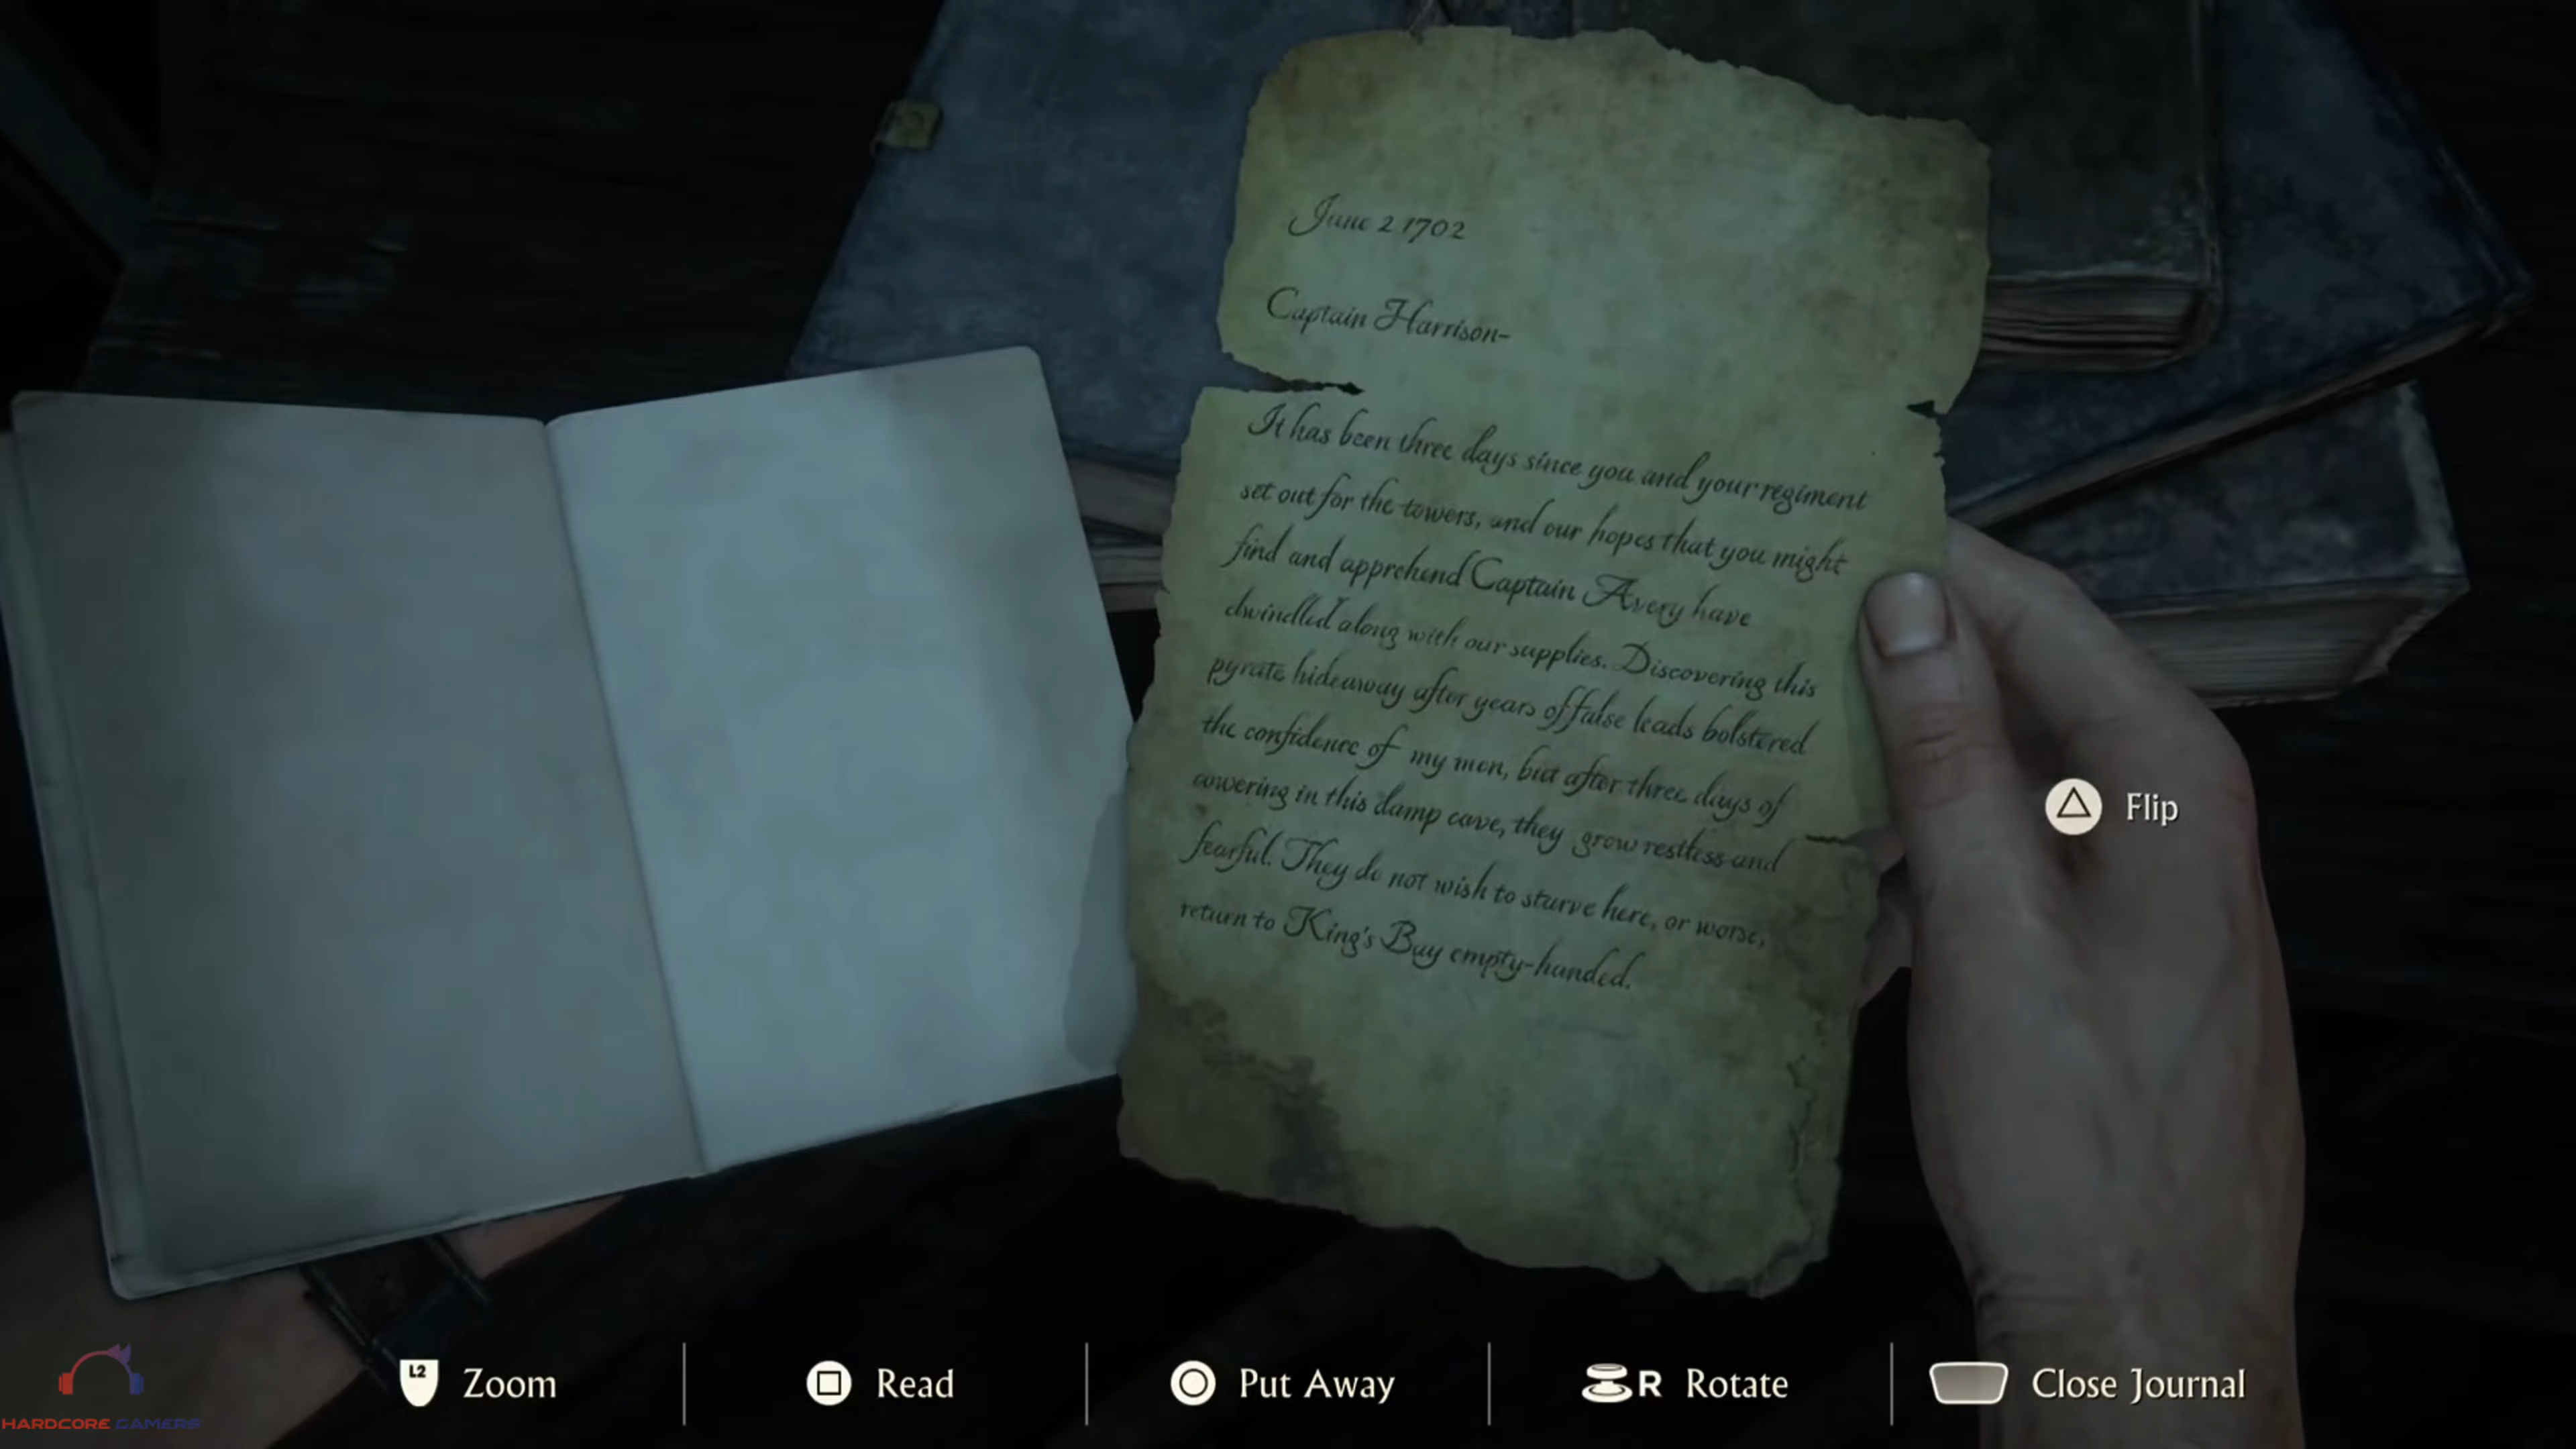 June 2 1702
Captain Harrison-
It has been three days since you and your regiment
set out for the towers, and our hopes that you might
find and apprehend Captain Avery have
dwindled along with our supplies. Discovering this
pyrate hideaway after years of false leads bolstered
the confidence of my men, but after three days of
cowering in this damp cave, they grow restless and
fearful. They do not wish to starve here, or worse,
return to King's Bay empty-handed.
Flip
L2 Zoom
Read
Put Away
R Rotate
Close Journal
HARDCORE GAMERS